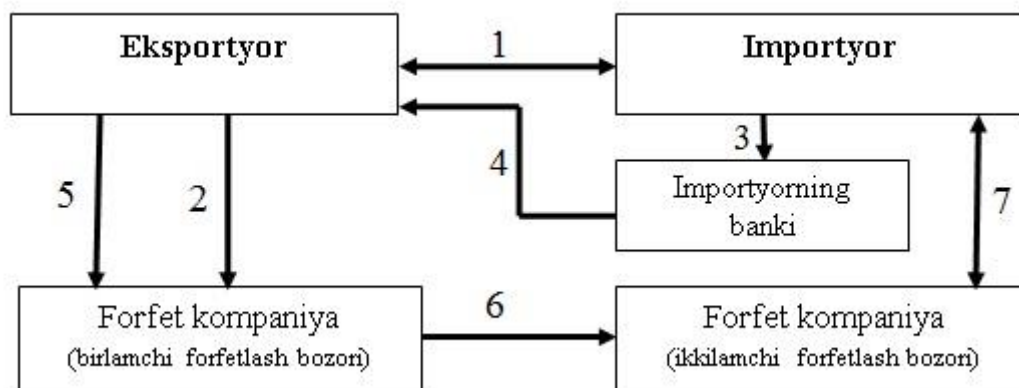 Eksportyor
1
Importyor
3
4
5
2
Importyorning
banki
7
Forfet kompaniya
(birlamchi forfetlash bozori)
6
Forfet kompaniya
(ikkilamchi forfetlash bozori)